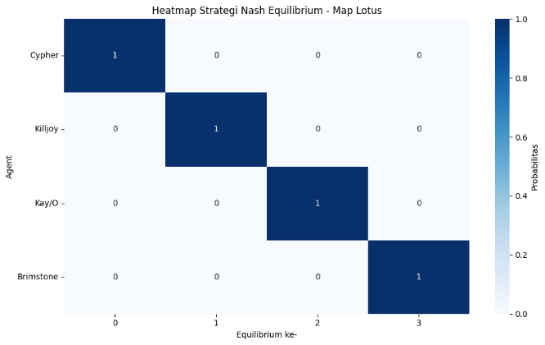 Heatmap Strategi Nash Equilibrium - Map Lotus
Agent
Cypher 1 0 0 0
Killjoy 0 1 0 0
Kay/O 0 0 1 0
Brimstone 0 0 0 1
0 1 2 3
Equilibrium ke-
1.0
0.8
0.6
0.4
0.2
0.0
Probabilitas